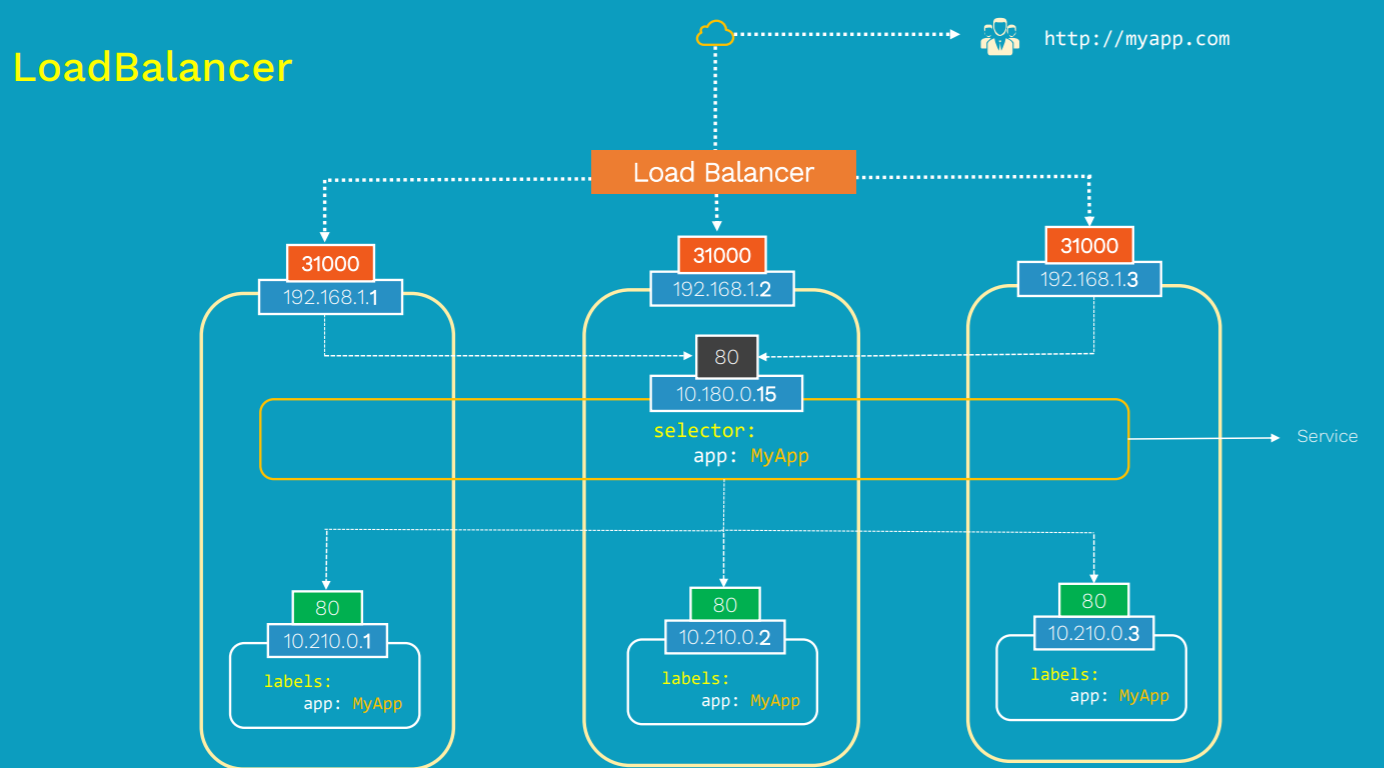 http://myapp.com
LoadBalancer
Load Balancer
31000
192.168.1.1
31000
192.168.1.2
31000
192.168.1.3
80
10.180.0.15
selector:
app: MyApp
Service
80
10.210.0.1
labels:
app: MyApp
80
10.210.0.2
labels:
app: MyApp
80
10.210.0.3
labels:
app: MyApp